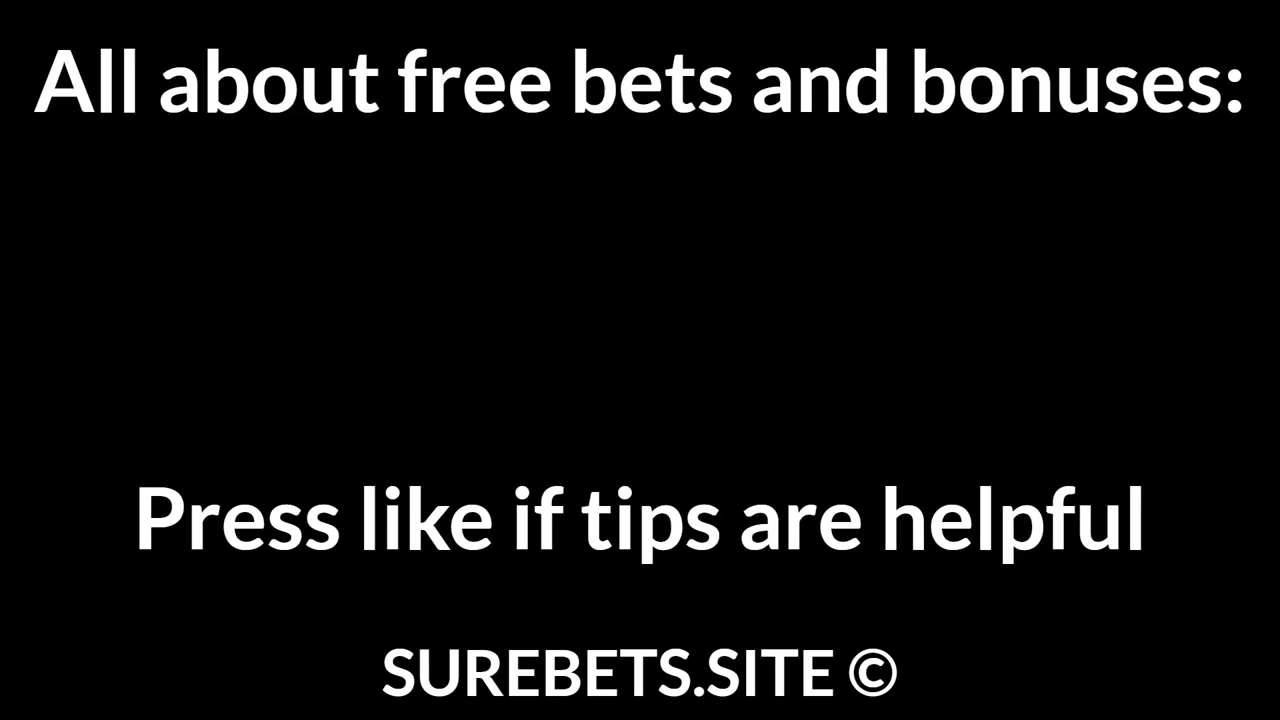 All about free bets and bonuses:
Press like if tips are helpful
SUREBETS.SITE ©